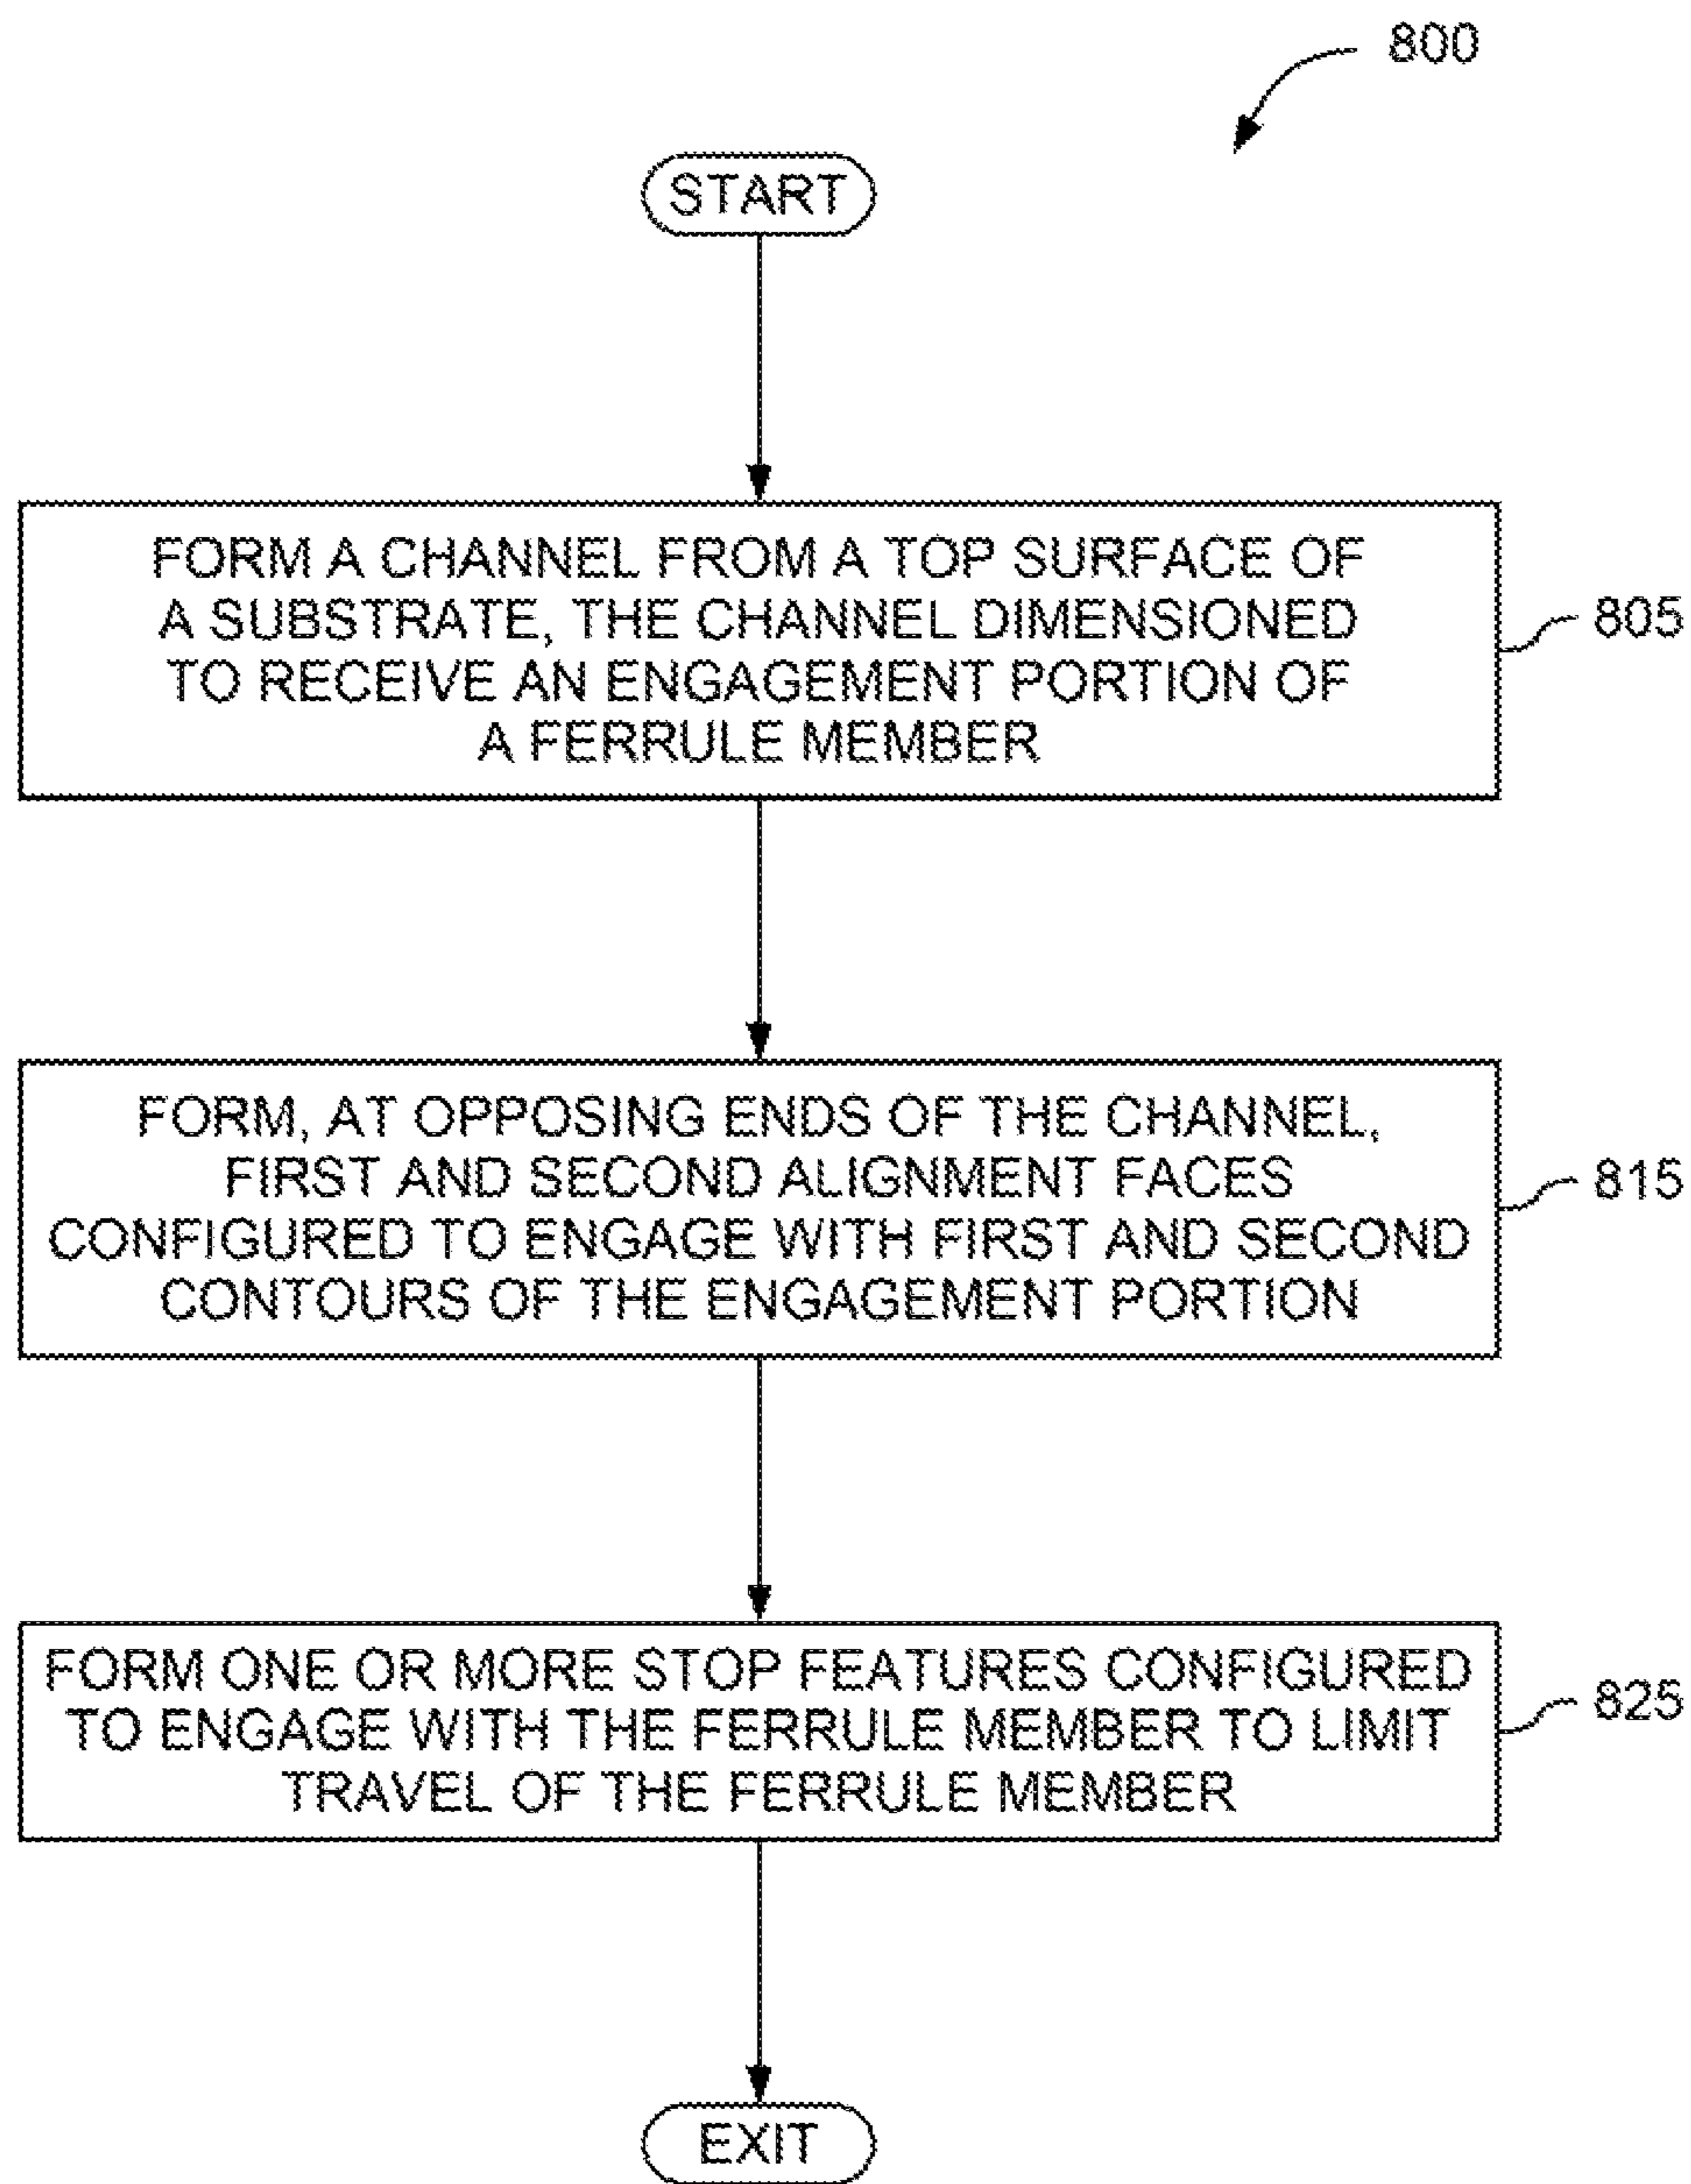 800
START
FORM A CHANNEL FROM A TOP SURFACE OF
A SUBSTRATE, THE CHANNEL DIMENSIONED
TO RECEIVE AN ENGAGEMENT PORTION OF
A FERRULE MEMBER
805
FORM, AT OPPOSING ENDS OF THE CHANNEL,
FIRST AND SECOND ALIGNMENT FACES
CONFIGURED TO ENGAGE WITH FIRST AND SECOND
CONTOURS OF THE ENGAGEMENT PORTION
815
FORM ONE OR MORE STOP FEATURES CONFIGURED
TO ENGAGE WITH THE FERRULE MEMBER TO LIMIT
TRAVEL OF THE FERRULE MEMBER
825
EXIT